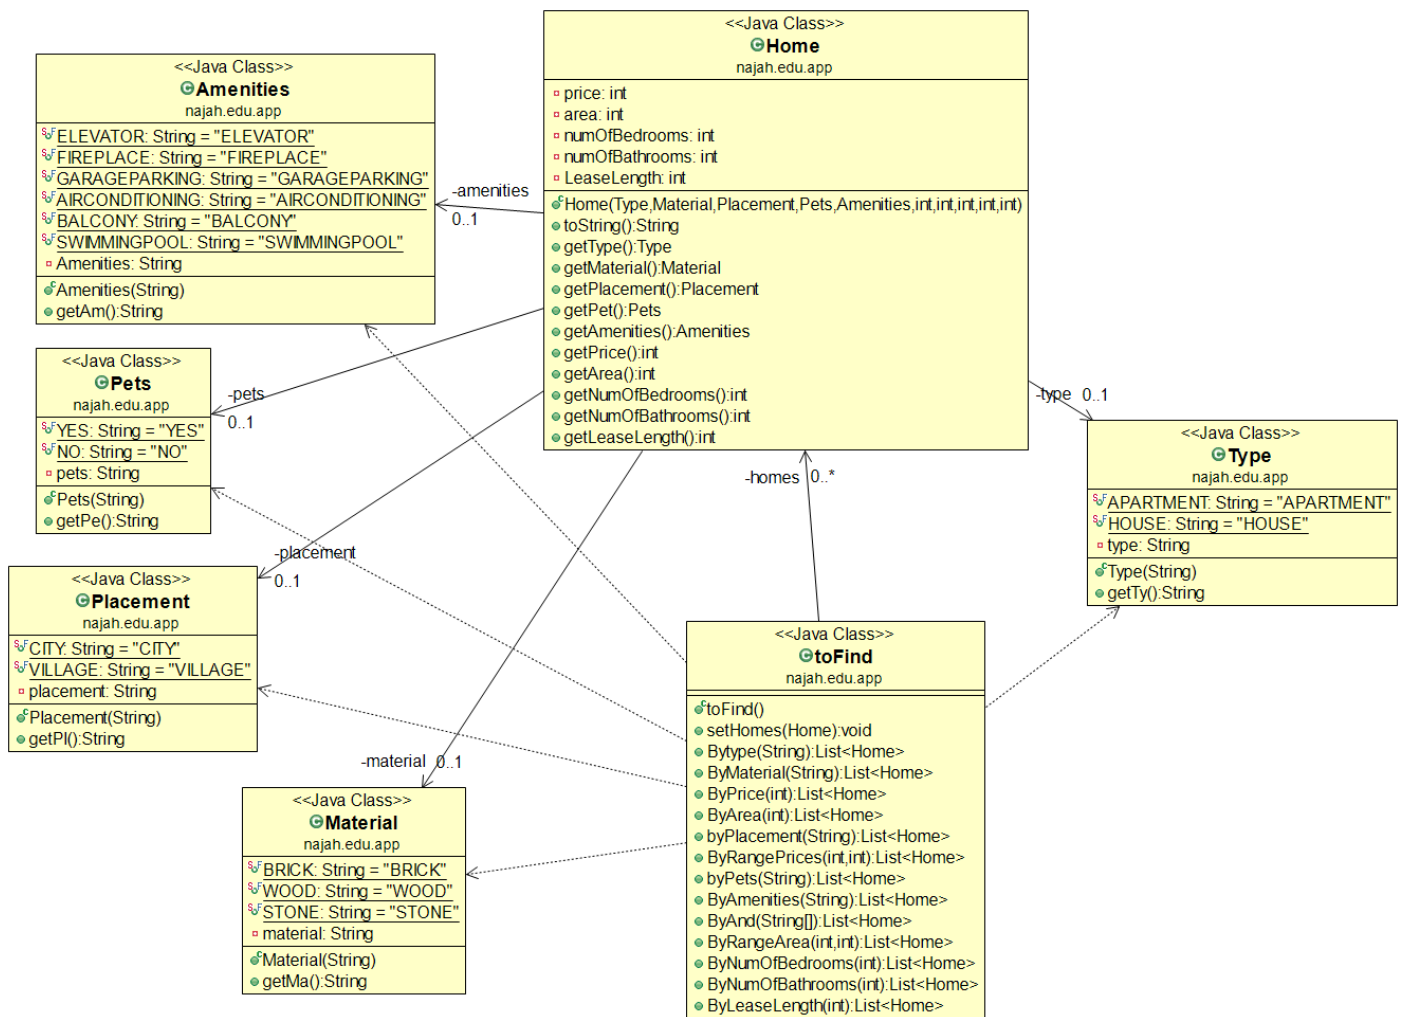 <<Java Class>>
Home
najah.edu.app
price: int
area: int
numOfBedrooms: int
numOfBathrooms: int
LeaseLength: int
Home(Type,Material,Placement,Pets,Amenities,int,int,int,int,int)
toString():String
getType():Type
getMaterial():Material
getPlacement():Placement
getPet():Pets
getAmenities():Amenities
getPrice():int
getArea():int
getNumOfBedrooms():int
getNumOfBathrooms():int
getLeaseLength():int
<<Java Class>>
Amenities
najah.edu.app
ELEVATOR: String = "ELEVATOR"
FIREPLACE: String = "FIREPLACE"
GARAGEPARKING: String = "GARAGEPARKING"
AIRCONDITIONING: String = "AIRCONDITIONING"
BALCONY: String = "BALCONY"
SWIMMINGPOOL: String = "SWIMMINGPOOL"
Amenities: String
Amenities(String)
getAm():String
-amenities
0..1
<<Java Class>>
Pets
najah.edu.app
YES: String = "YES"
NO: String = "NO"
pets: String
Pets(String)
getPe():String
-pets
0..1
-type 0..1
<<Java Class>>
Type
najah.edu.app
APARTMENT: String = "APARTMENT"
HOUSE: String = "HOUSE"
type: String
Type(String)
getTy():String
-homes 0..*
-placement
0..1
<<Java Class>>
Placement
najah.edu.app
CITY: String = "CITY"
VILLAGE: String = "VILLAGE"
placement: String
Placement(String)
getPl():String
-material 0..1
<<Java Class>>
Material
najah.edu.app
BRICK: String = "BRICK"
WOOD: String = "WOOD"
STONE: String = "STONE"
material: String
Material(String)
getMa():String
<<Java Class>>
toFind
najah.edu.app
toFind()
setHomes(Home):void
Bytype(String):List<Home>
ByMaterial(String):List<Home>
ByPrice(int):List<Home>
ByArea(int):List<Home>
byPlacement(String):List<Home>
ByRangePrices(int,int):List<Home>
byPets(String):List<Home>
ByAmenities(String):List<Home>
ByAnd(String[]):List<Home>
ByRangeArea(int,int):List<Home>
ByNumOfBedrooms(int):List<Home>
ByNumOfBathrooms(int):List<Home>
ByLeaseLength(int):List<Home>